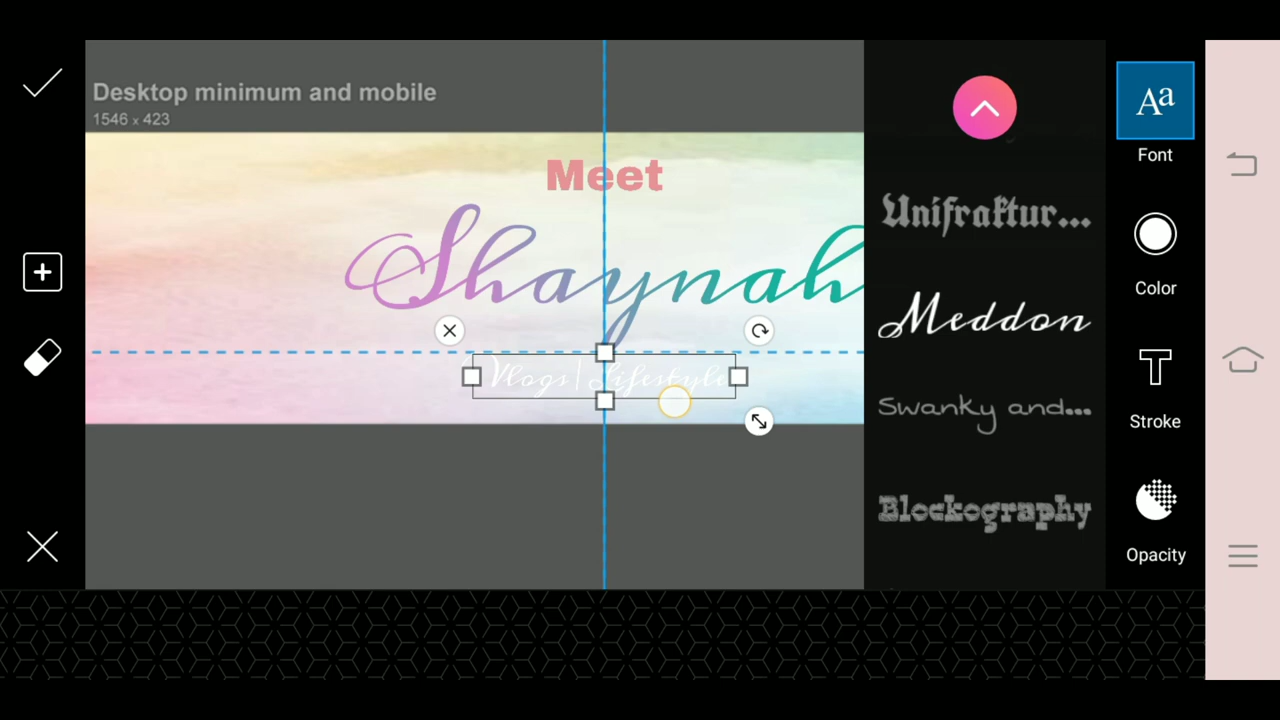 Desktop minimum and mobile
1546 x 423
Meet
Shaynah
Vlogs | Lifestyle
Unifraktur...
Meddon
Swanky and...
Blockography
Aa
Font
Color
T
Stroke
Opacity